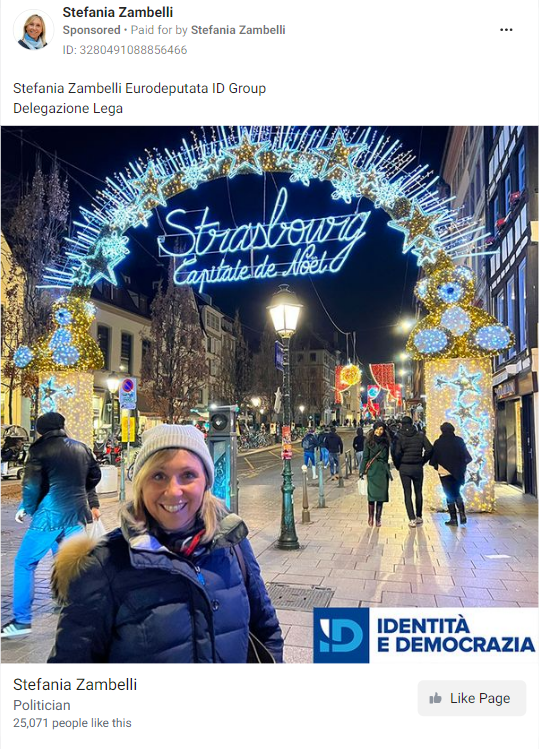 Stefania Zambelli
Sponsored • Paid for by Stefania Zambelli
ID: 3280491088856466
Stefania Zambelli Eurodeputata ID Group
Delegazione Lega
Strasbourg
Capitale de Noël
ID
IDENTITÀ
E DEMOCRAZIA
Stefania Zambelli
Politician
25,071 people like this
Like Page